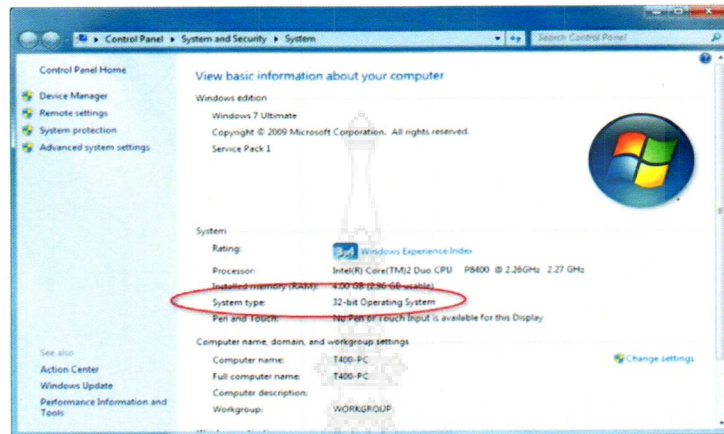 Control Panel ▸ System and Security ▸ System
Search Control Panel
Control Panel Home
Device Manager
Remote settings
System protection
Advanced system settings
See also
Action Center
Windows Update
Performance Information and
Tools
View basic information about your computer
Windows edition
Windows 7 Ultimate
Copyright © 2009 Microsoft Corporation. All rights reserved.
Service Pack 1
System
Rating: Windows Experience Index
Processor: Intel(R) Core(TM)2 Duo CPU P8400 @ 2.26GHz 2.27 GHz
Installed memory (RAM): 4.00 GB (2.96 GB usable)
System type: 32-bit Operating System
Pen and Touch: No Pen or Touch Input is available for this Display
Computer name, domain, and workgroup settings
Computer name: T400-PC
Change settings
Full computer name: T400-PC
Computer description:
Workgroup: WORKGROUP